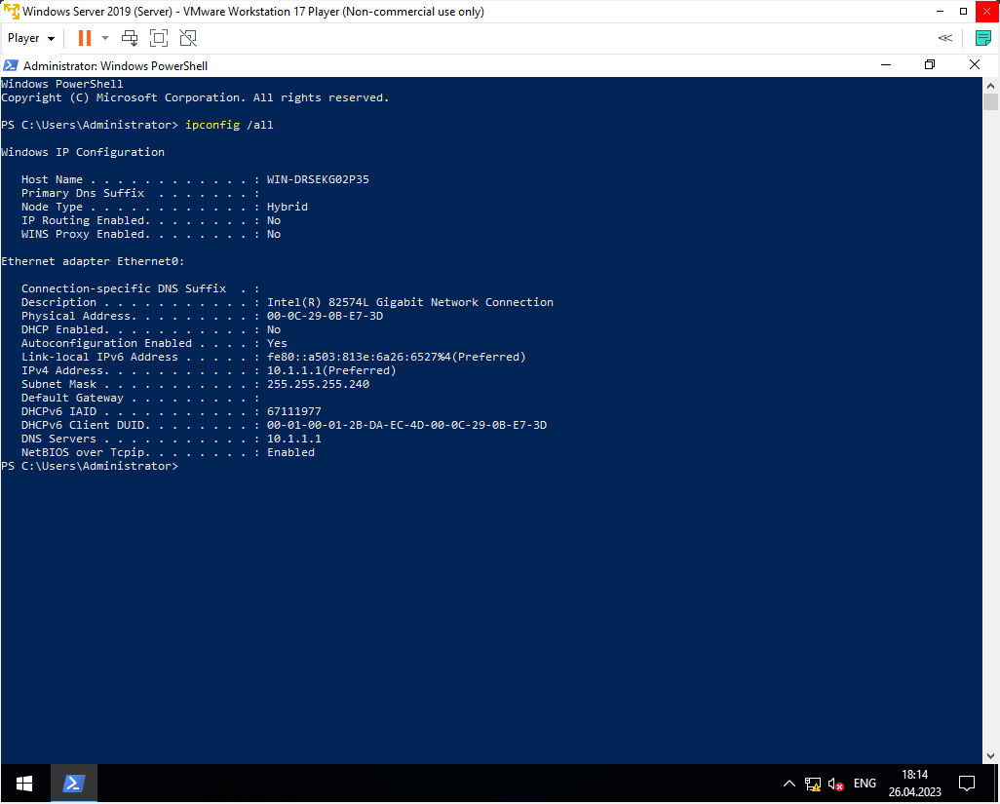 Windows Server 2019 (Server) - VMware Workstation 17 Player (Non-commercial use only)
Player
Administrator: Windows PowerShell
Windows PowerShell
Copyright (C) Microsoft Corporation. All rights reserved.
PS C:\Users\Administrator> ipconfig /all
Windows IP Configuration
Host Name . . . . . . . . . . . . : WIN-DRSEKG02P35
Primary Dns Suffix . . . . . . . :
Node Type . . . . . . . . . . . . : Hybrid
IP Routing Enabled. . . . . . . . : No
WINS Proxy Enabled. . . . . . . . : No
Ethernet adapter Ethernet0:
Connection-specific DNS Suffix . :
Description . . . . . . . . . . . : Intel(R) 82574L Gigabit Network Connection
Physical Address. . . . . . . . . : 00-0C-29-0B-E7-3D
DHCP Enabled. . . . . . . . . . . : No
Autoconfiguration Enabled . . . . : Yes
Link-local IPv6 Address . . . . . : fe80::a503:813e:6a26:6527%4(Preferred)
IPv4 Address. . . . . . . . . . . : 10.1.1.1(Preferred)
Subnet Mask . . . . . . . . . . . : 255.255.255.240
Default Gateway . . . . . . . . . :
DHCPv6 IAID . . . . . . . . . . . : 67111977
DHCPv6 Client DUID. . . . . . . . : 00-01-00-01-2B-DA-EC-4D-00-0C-29-0B-E7-3D
DNS Servers . . . . . . . . . . . : 10.1.1.1
NetBIOS over Tcpip. . . . . . . . : Enabled
PS C:\Users\Administrator>
ENG
18:14
26.04.2023